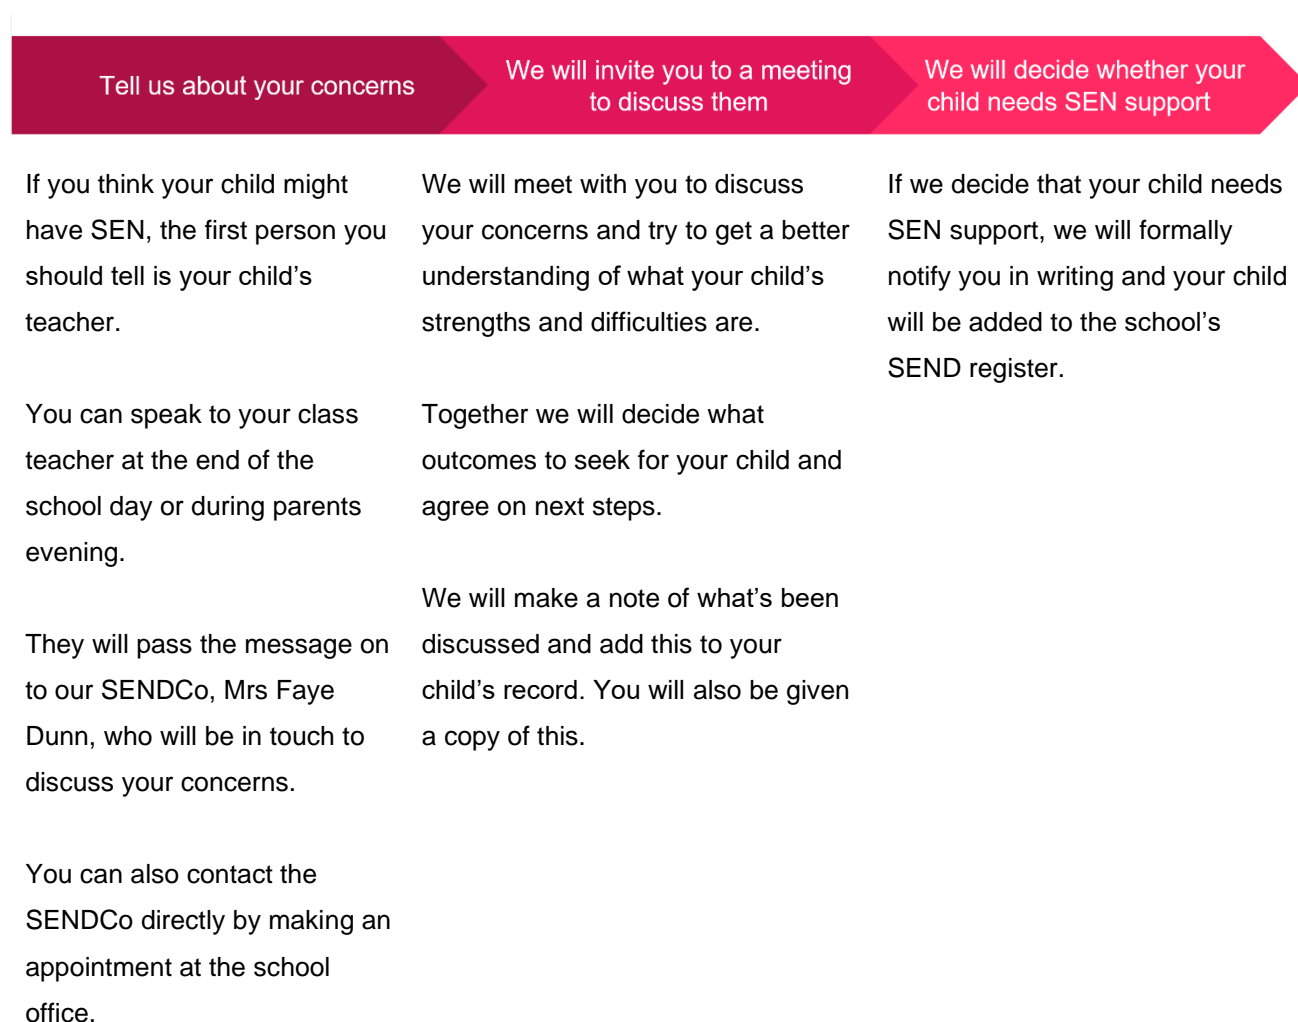 Tell us about your concerns
We will invite you to a meeting
to discuss them
We will decide whether your
child needs SEN support
If you think your child might
have SEN, the first person you
should tell is your child’s
teacher.
You can speak to your class
teacher at the end of the
school day or during parents
evening.
They will pass the message on
to our SENDCo, Mrs Faye
Dunn, who will be in touch to
discuss your concerns.
You can also contact the
SENDCo directly by making an
appointment at the school
office.
We will meet with you to discuss
your concerns and try to get a better
understanding of what your child’s
strengths and difficulties are.
Together we will decide what
outcomes to seek for your child and
agree on next steps.
We will make a note of what’s been
discussed and add this to your
child’s record. You will also be given
a copy of this.
If we decide that your child needs
SEN support, we will formally
notify you in writing and your child
will be added to the school’s
SEND register.